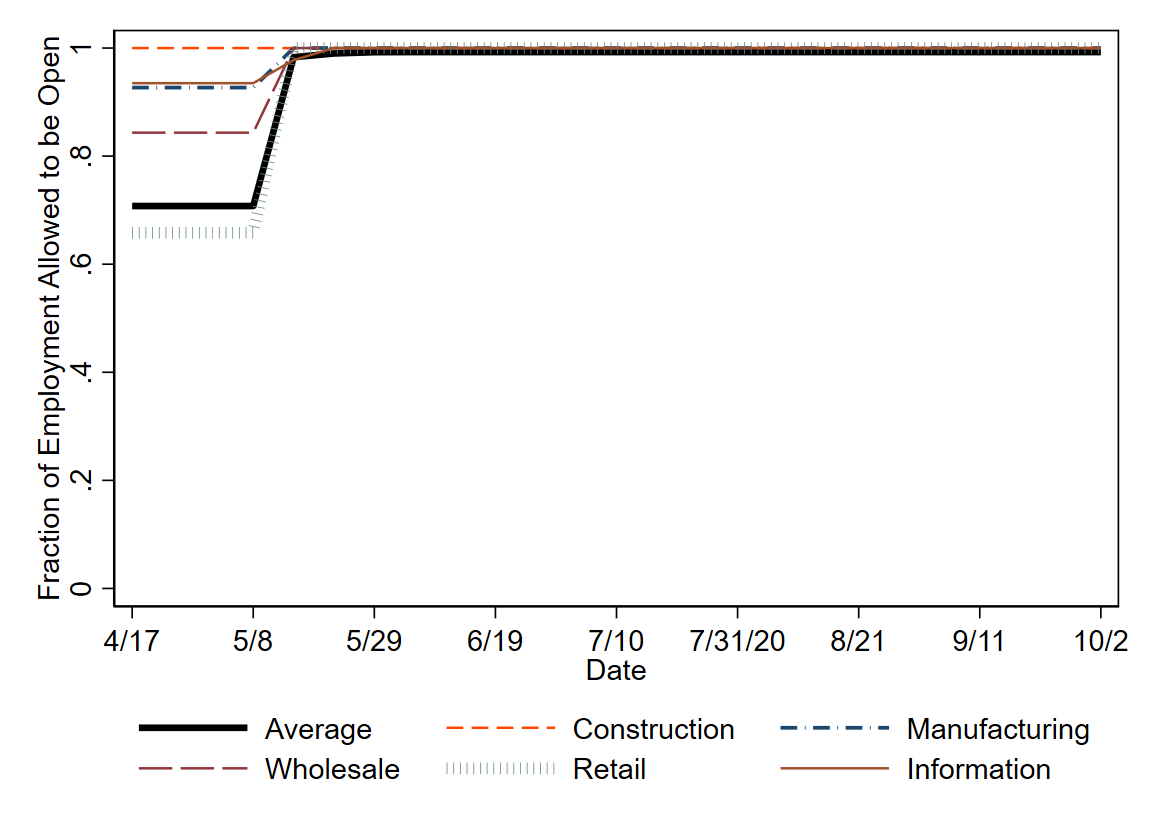 Fraction of Employment Allowed to be Open
1
.8
.6
.4
.2
0
4/17 5/8 5/29 6/19 7/10 7/31/20 8/21 9/11 10/2
Date
Average Construction Manufacturing
Wholesale Retail Information